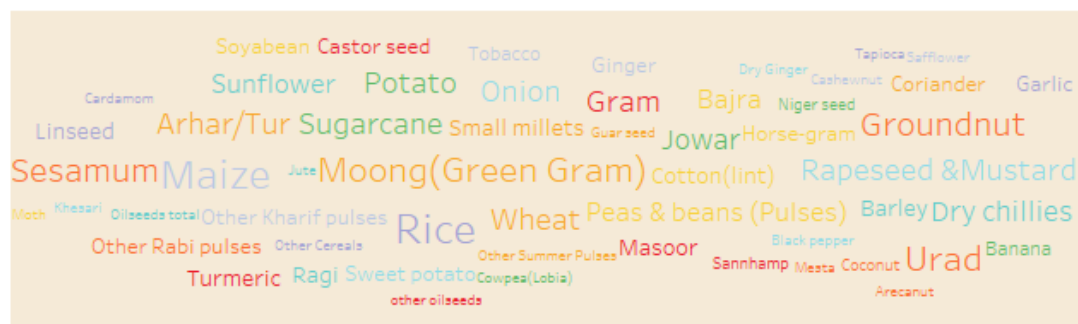 Soyabean Castor seed Tobacco Ginger Tapioca Safflower
Sunflower Potato Onion Gram Dry Ginger Bajra Cashewnut Niger seed Coriander Garlic
Cardamom
Linseed Arhar/Tur Sugarcane Small millets Guar seed Jowar Horse-gram Groundnut
Sesamum Maize Jute Moong(Green Gram) Cotton(lint) Rapeseed &Mustard
Moth Khesari Oilseeds total Other Kharif pulses Rice Wheat Peas & beans (Pulses) Barley Dry chillies
Other Rabi pulses Other Cereals Other Summer Pulses Masoor Black pepper Urad Banana
Turmeric Ragi Sweet potato Cowpea(Lobia) Sannhamp Mesta Coconut
other oilseeds Arecanut